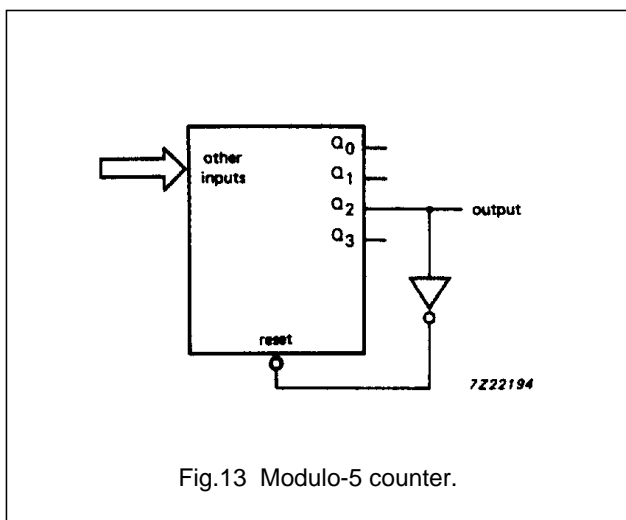 Q0
other
inputs
Q1
Q2
output
Q3
reset
7Z22194
Fig.13 Modulo-5 counter.